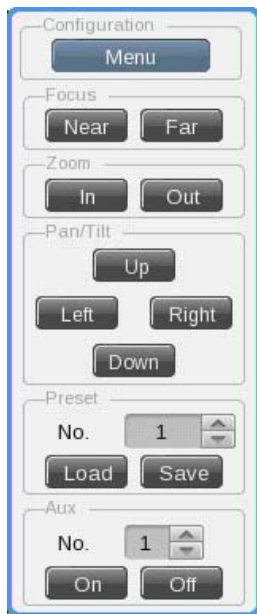 Configuration
Menu
Focus
Near Far
Zoom
In Out
Pan/Tilt
Up
Left Right
Down
Preset
No. 1
Load Save
Aux
No. 1
On Off